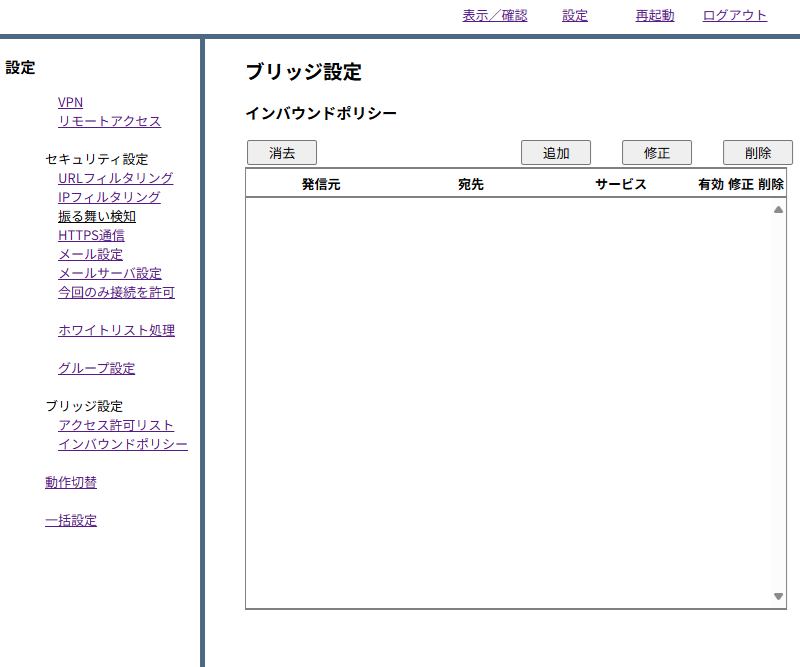 表示／確認 設定 再起動 ログアウト
設定
VPN
リモートアクセス
セキュリティ設定
URLフィルタリング
IPフィルタリング
振る舞い検知
HTTPS通信
メール設定
メールサーバ設定
今回のみ接続を許可
ホワイトリスト処理
グループ設定
ブリッジ設定
アクセス許可リスト
インバウンドポリシー
動作切替
一括設定
ブリッジ設定
インバウンドポリシー
消去 追加 修正 削除
発信元 宛先 サービス 有効 修正 削除